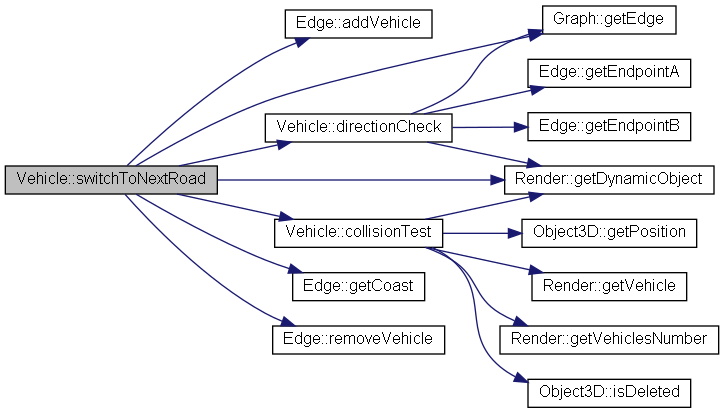 Vehicle::switchToNextRoad
Edge::addVehicle
Vehicle::directionCheck
Vehicle::collisionTest
Edge::getCoast
Edge::removeVehicle
Graph::getEdge
Edge::getEndpointA
Edge::getEndpointB
Render::getDynamicObject
Object3D::getPosition
Render::getVehicle
Render::getVehiclesNumber
Object3D::isDeleted